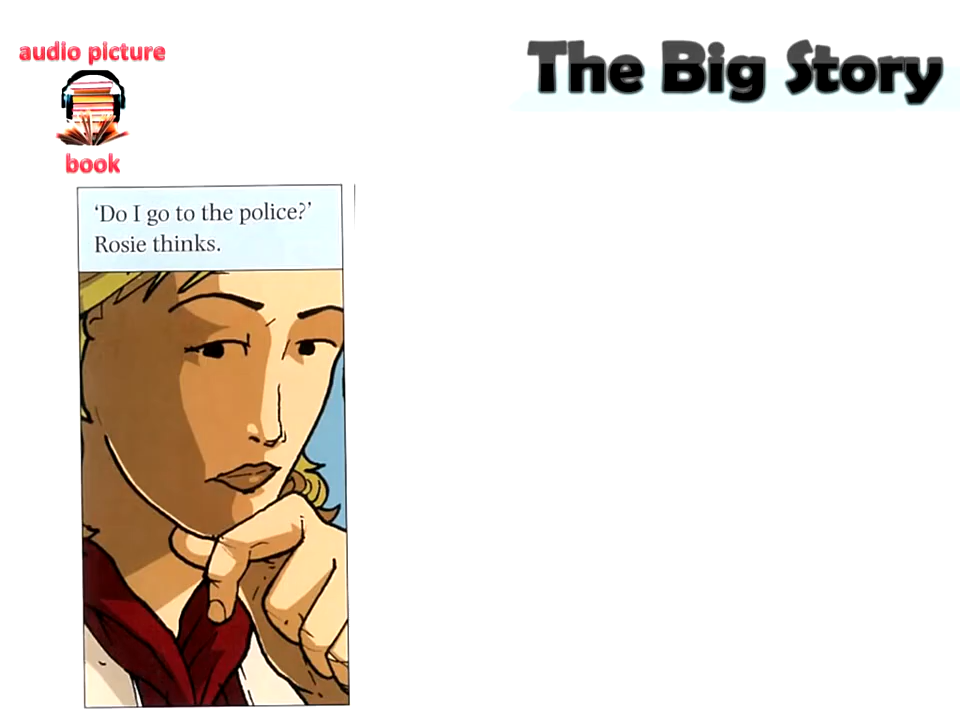 audio picture
book
The Big Story
‘Do I go to the police?’
Rosie thinks.